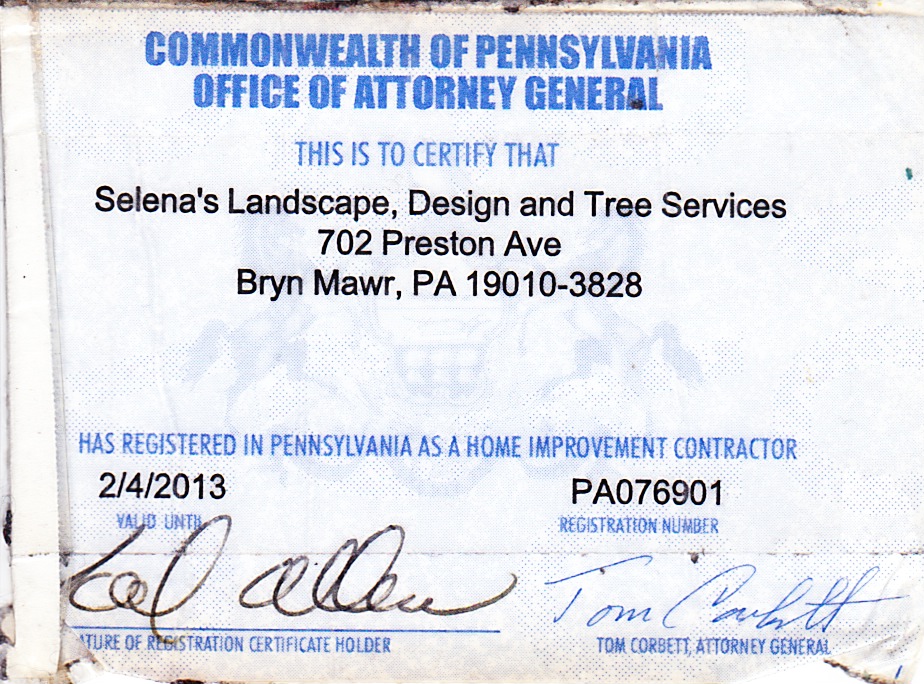 COMMONWEALTH OF PENNSYLVANIA
OFFICE OF ATTORNEY GENERAL
THIS IS TO CERTIFY THAT
Selena's Landscape, Design and Tree Services
702 Preston Ave
Bryn Mawr, PA 19010-3828
HAS REGISTERED IN PENNSYLVANIA AS A HOME IMPROVEMENT CONTRACTOR
2/4/2013 PA076901
VALID UNTIL REGISTRATION NUMBER
Tom Corbett
ATURE OF REGISTRATION CERTIFICATE HOLDER TOM CORBETT, ATTORNEY GENERAL